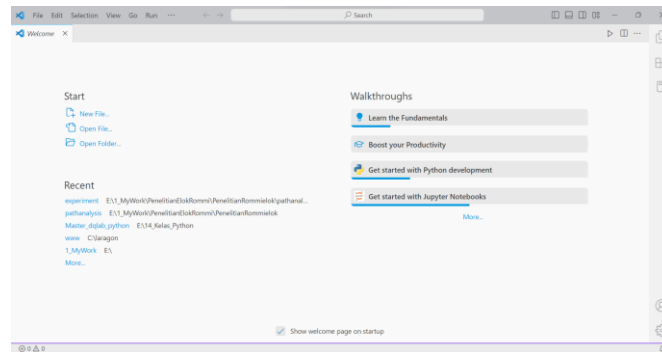 File Edit Selection View Go Run ··· Search
Welcome
Start
New File...
Open File...
Open Folder...
Recent
experiment E:\1_MyWork\PenelitianElokRommi\PenelitianRommielok\pathanal...
pathanalysis E:\1_MyWork\PenelitianElokRommi\PenelitianRommielok
Master_dqlab_python E:\14_Kelas_Python
www C:\laragon
1_MyWork E:\
More...
Walkthroughs
Learn the Fundamentals
Boost your Productivity
Get started with Python development
Get started with Jupyter Notebooks
More...
Show welcome page on startup
0 0